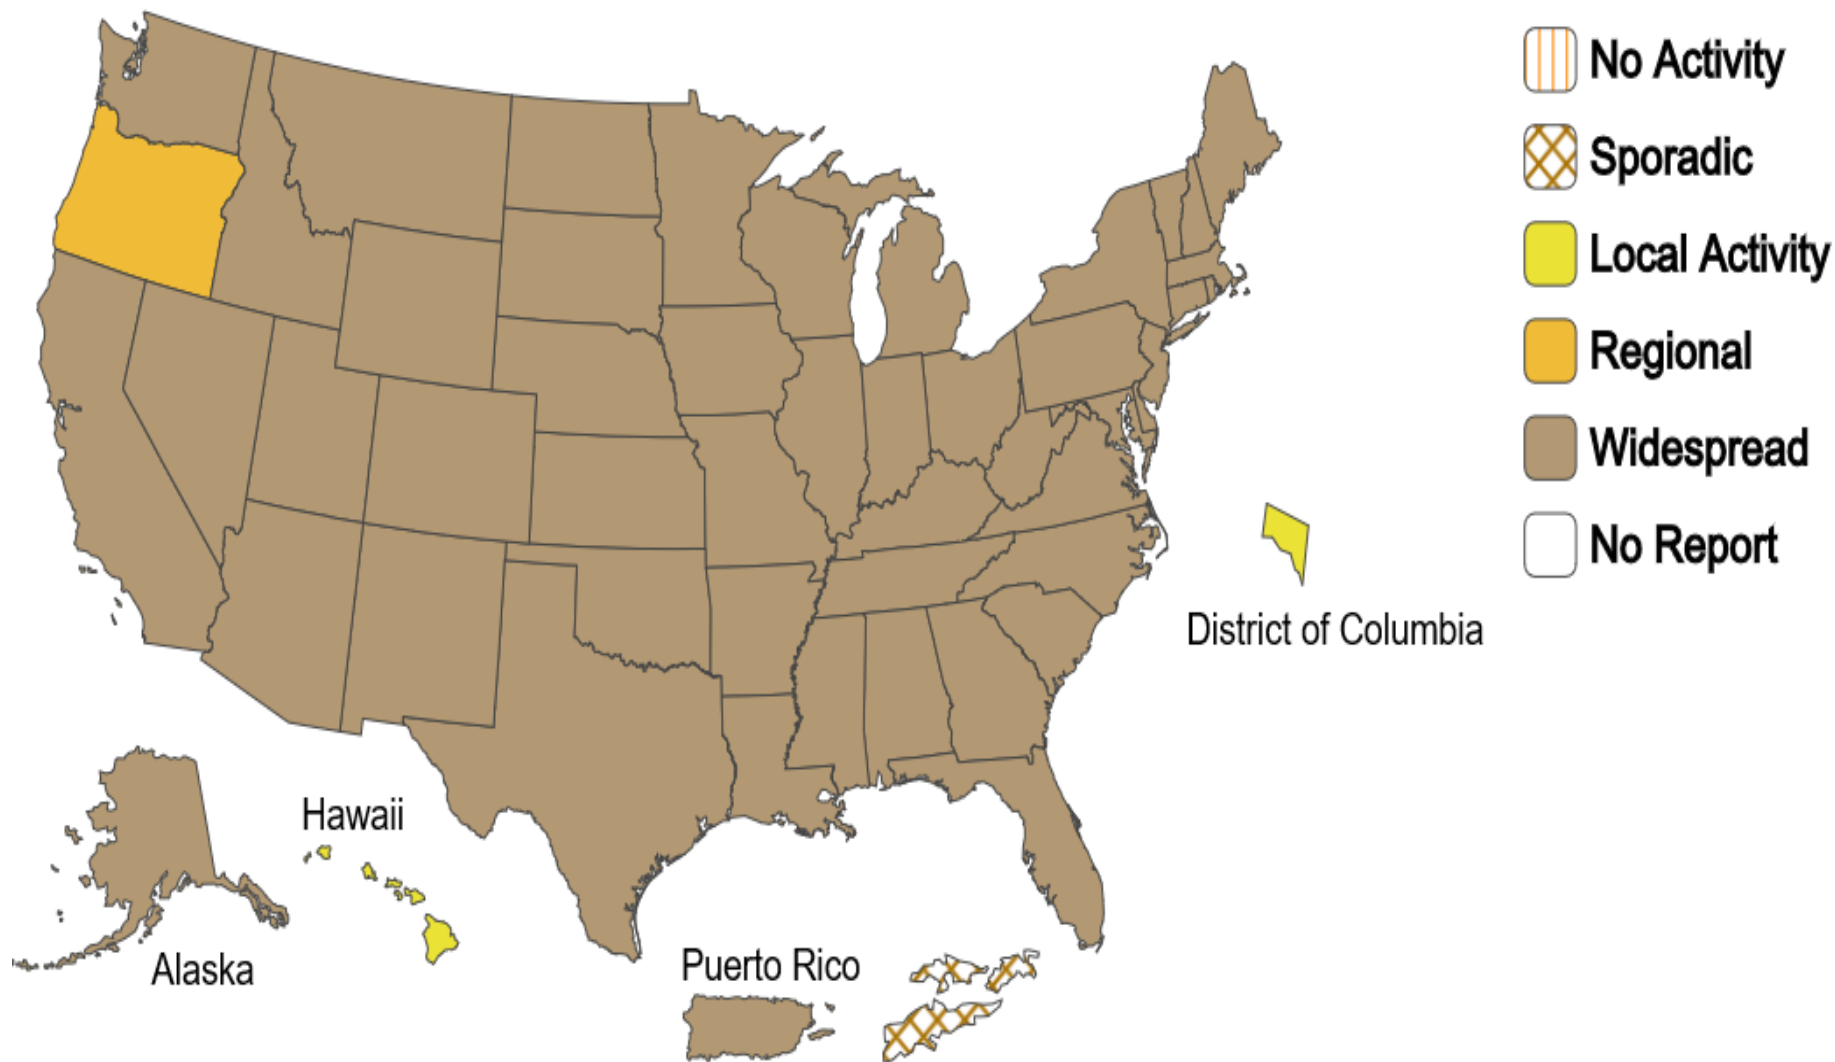 No Activity
Sporadic
Local Activity
Regional
Widespread
No Report
District of Columbia
Hawaii
Alaska
Puerto Rico